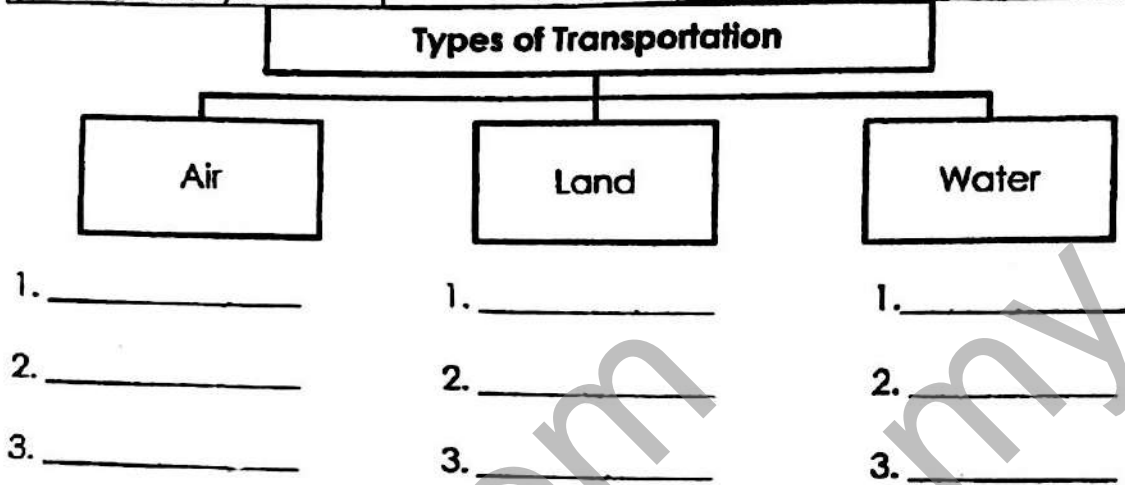 Types of Transportation
Air Land Water
1. 1. 1.
2. 2. 2.
3. 3. 3.